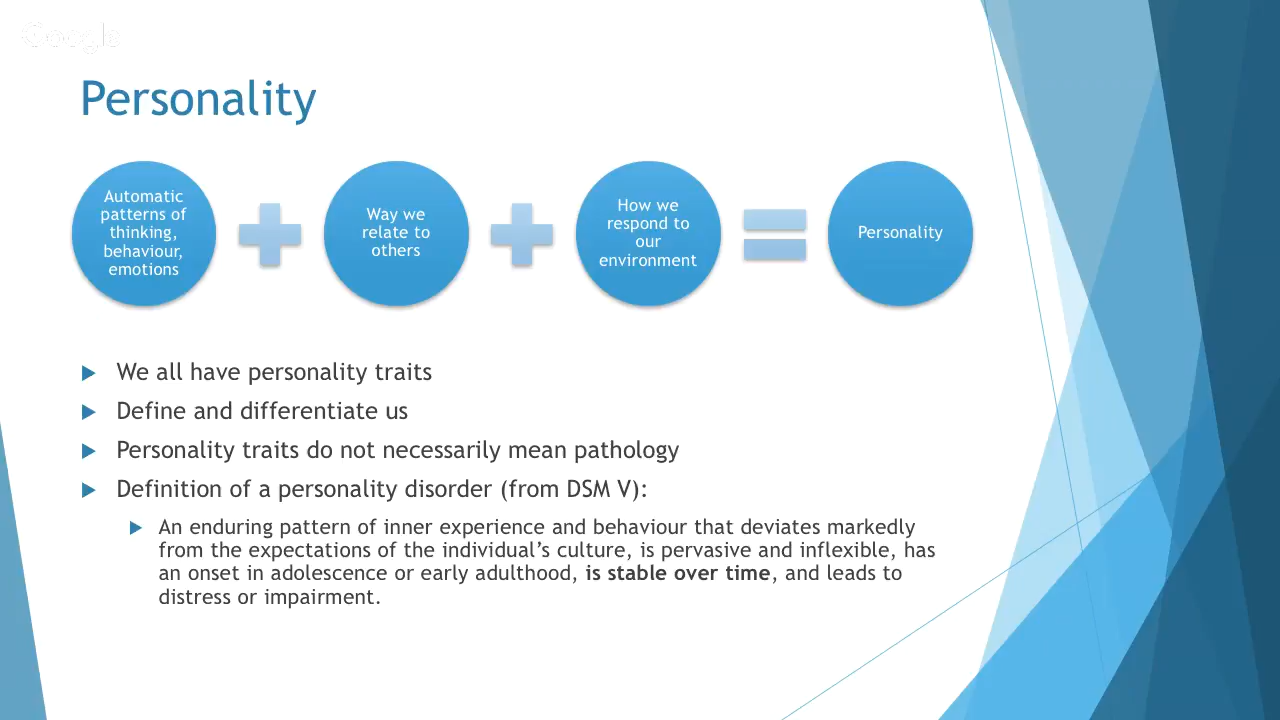 Google
Personality
Automatic
patterns of
thinking,
behaviour,
emotions
Way we
relate to
others
How we
respond to
our
environment
Personality
We all have personality traits
Define and differentiate us
Personality traits do not necessarily mean pathology
Definition of a personality disorder (from DSM V):
An enduring pattern of inner experience and behaviour that deviates markedly
from the expectations of the individual’s culture, is pervasive and inflexible, has
an onset in adolescence or early adulthood, is stable over time, and leads to
distress or impairment.